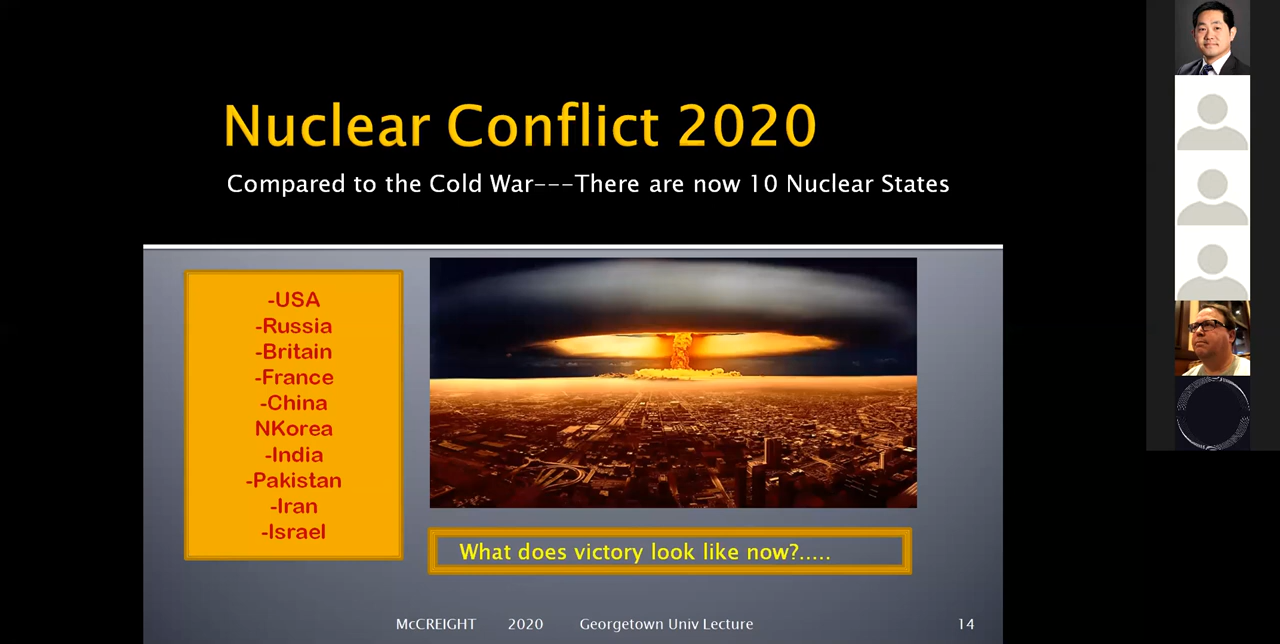 Nuclear Conflict 2020
Compared to the Cold War---There are now 10 Nuclear States
-USA
-Russia
-Britain
-France
-China
NKorea
-India
-Pakistan
-Iran
-Israel
What does victory look like now?.....
McCREIGHT 2020 Georgetown Univ Lecture 14